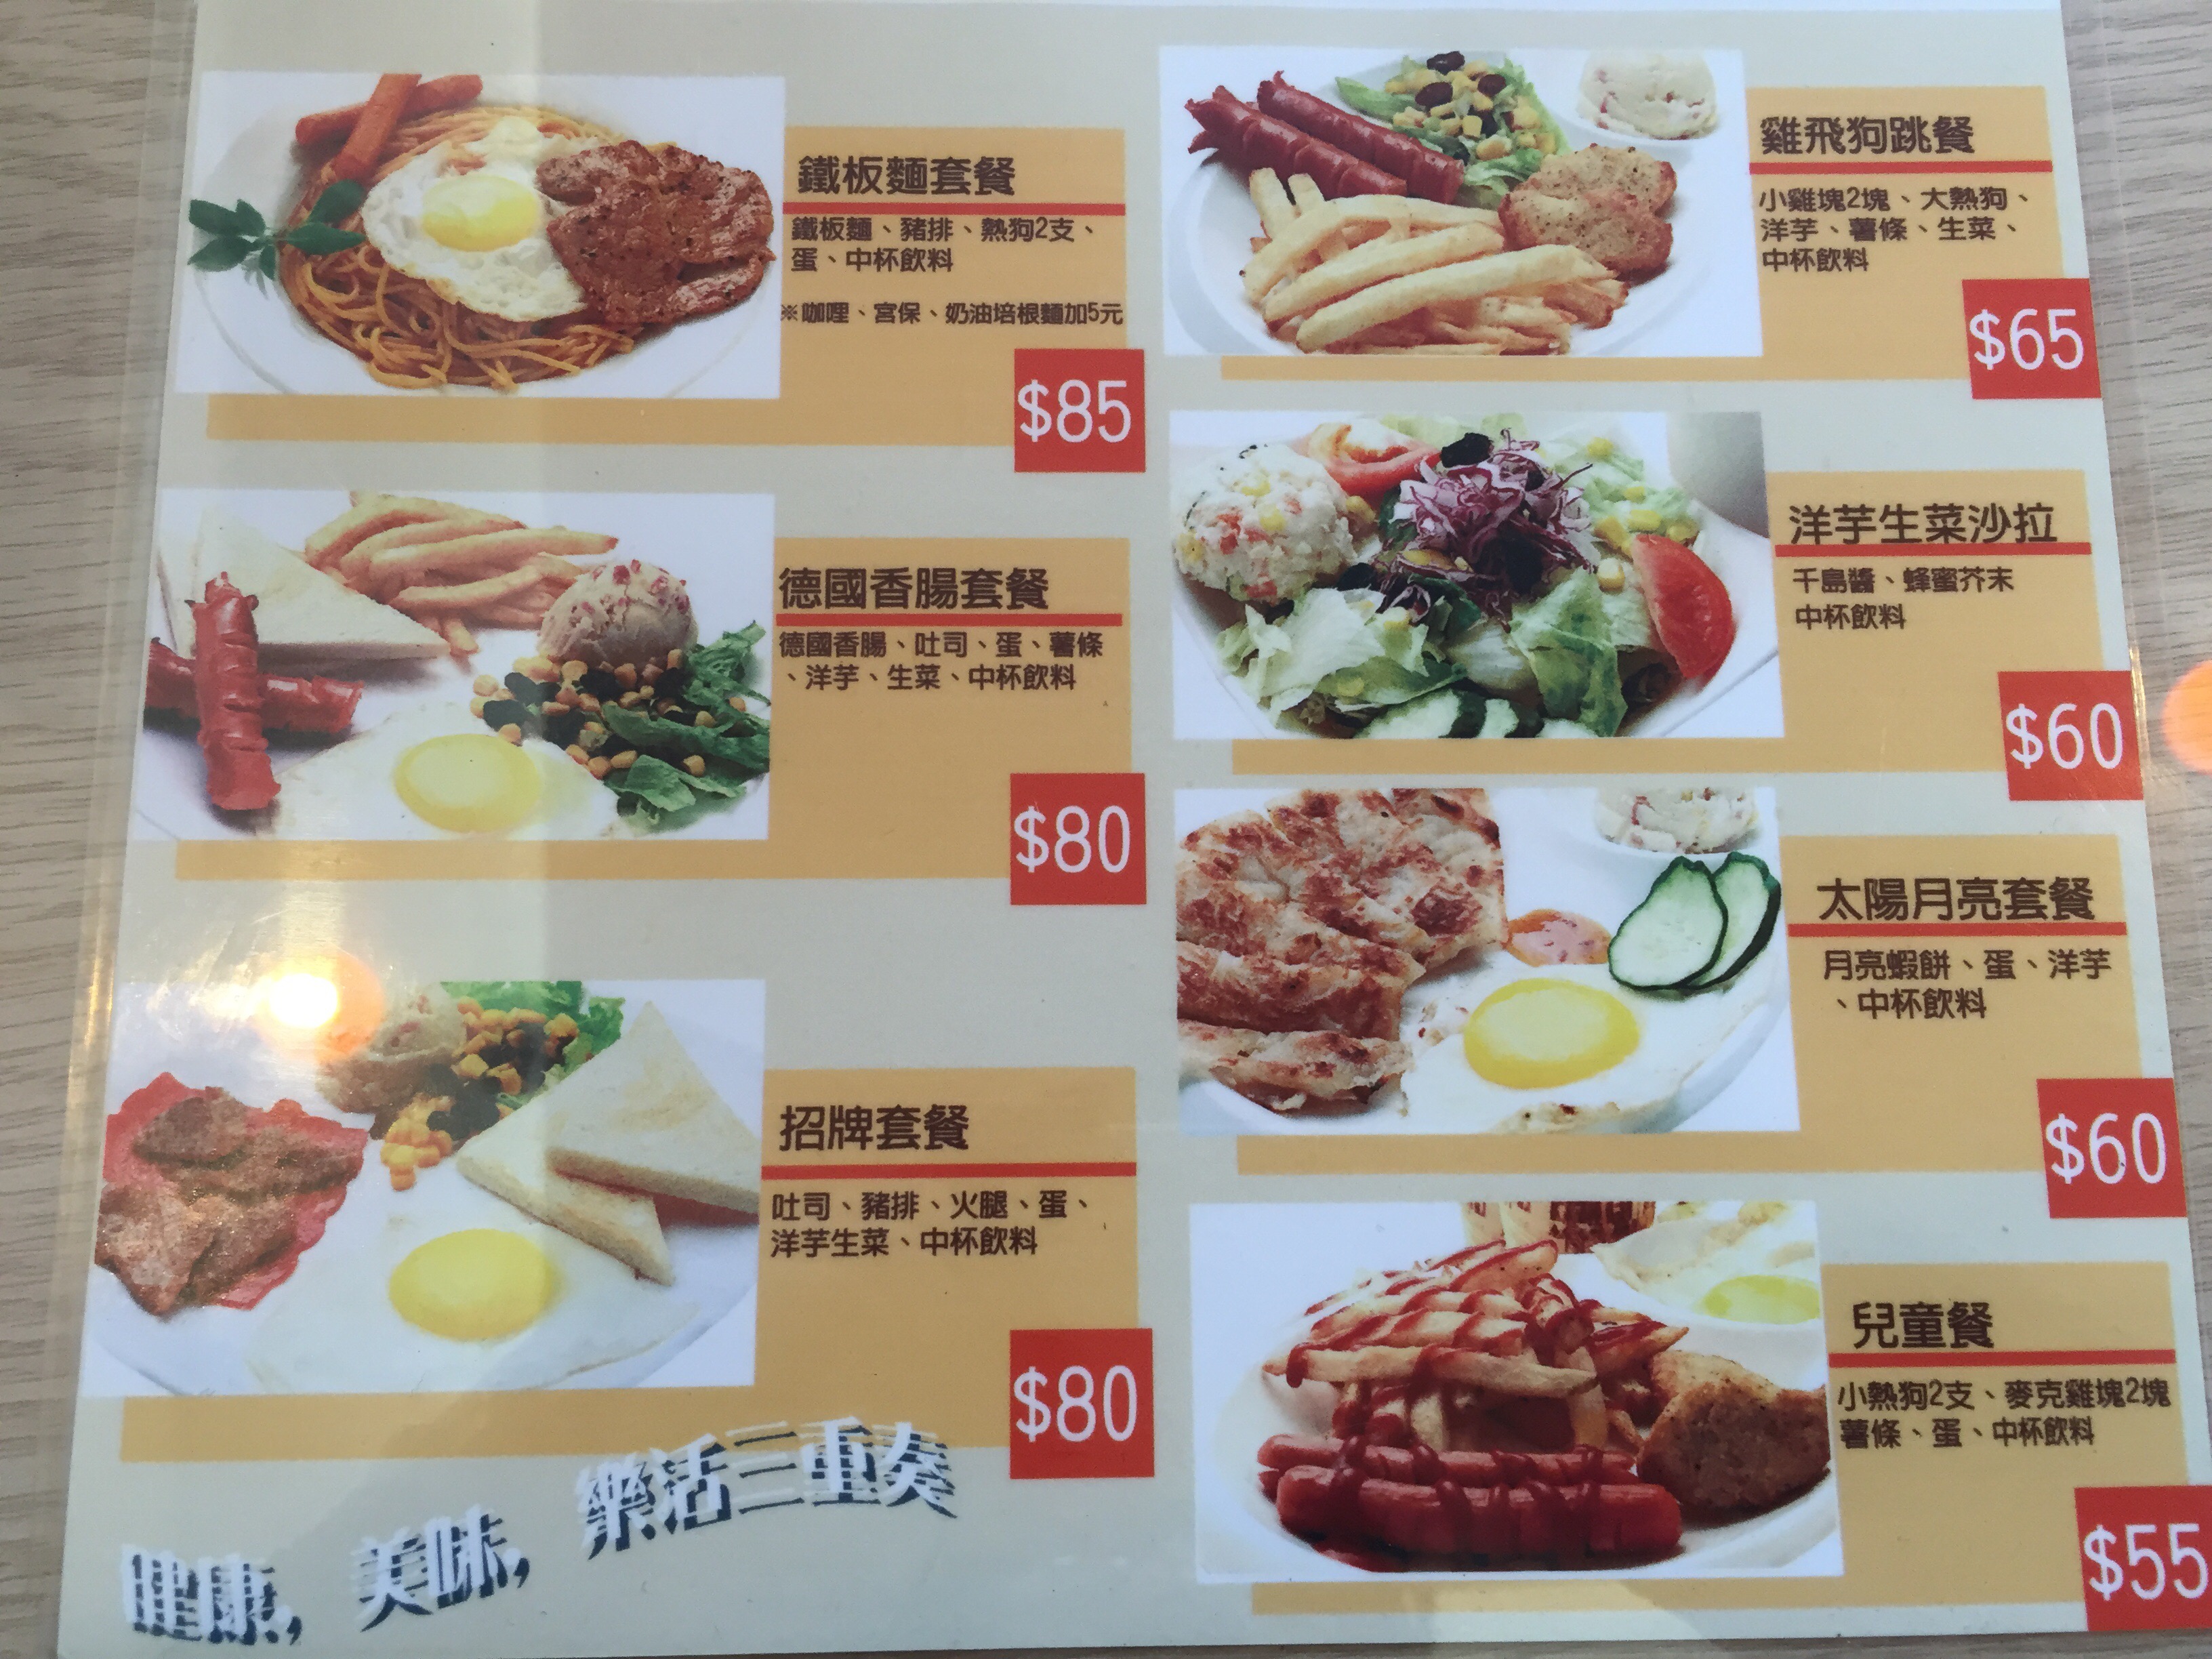 鐵板麵套餐
鐵板麵、豬排、熱狗2支、
蛋、中杯飲料
※咖哩、宮保、奶油培根麵加5元
$85
德國香腸套餐
德國香腸、吐司、蛋、薯條
、洋芋、生菜、中杯飲料
$80
招牌套餐
吐司、豬排、火腿、蛋、
洋芋生菜、中杯飲料
$80
健康,
美味,
樂活三重奏
雞飛狗跳餐
小雞塊2塊、大熱狗、
洋芋、薯條、生菜、
中杯飲料
$65
洋芋生菜沙拉
千島醬、蜂蜜芥末
中杯飲料
$60
太陽月亮套餐
月亮蝦餅、蛋、洋芋
、中杯飲料
$60
兒童餐
小熱狗2支、麥克雞塊2塊
薯條、蛋、中杯飲料
$55